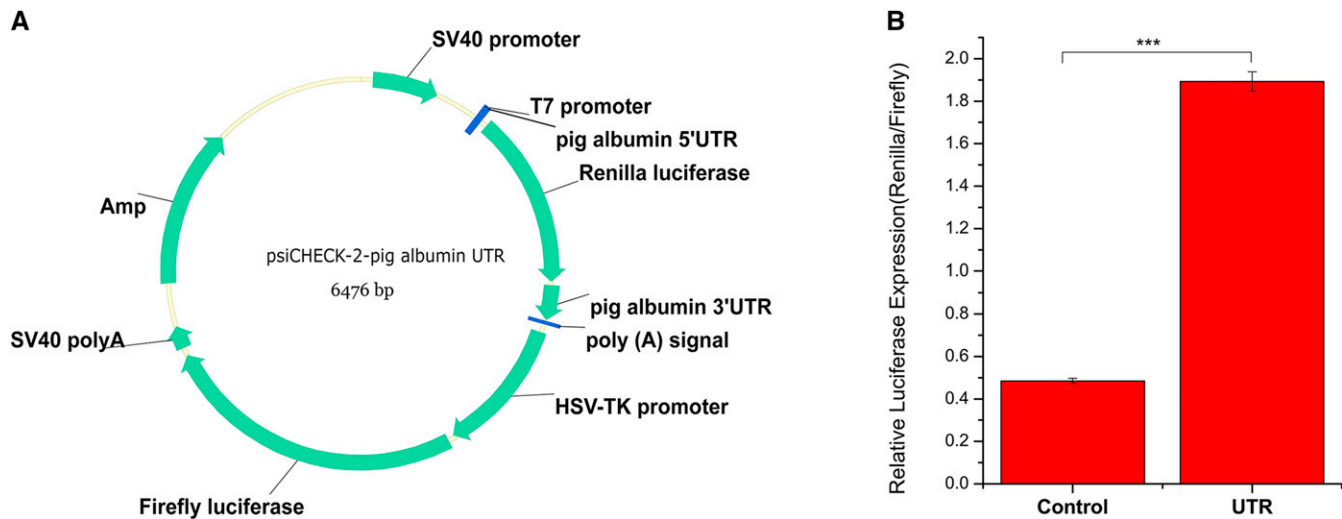 A
SV40 promoter
T7 promoter
pig albumin 5'UTR
Renilla luciferase
Amp
psiCHECK-2-pig albumin UTR
6476 bp
pig albumin 3'UTR
poly (A) signal
SV40 polyA
HSV-TK promoter
Firefly luciferase
B
Relative Luciferase Expression(Renilla/Firefly)
***
2.0
1.8
1.6
1.4
1.2
1.0
0.8
0.6
0.4
0.2
0.0
Control
UTR